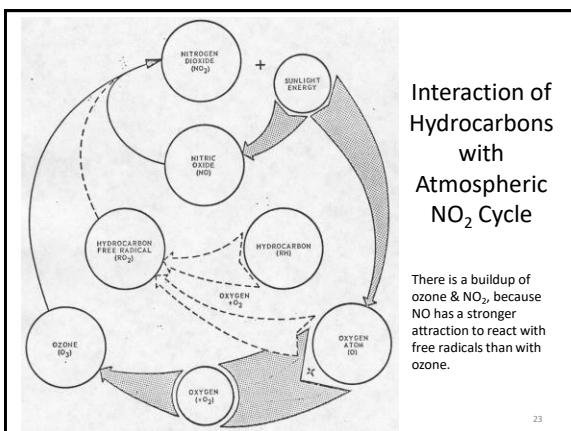 NITROGEN
DIOXIDE
(NO₂)
+
SUNLIGHT
ENERGY
NITRIC
OXIDE
(NO)
HYDROCARBON
FREE RADICAL
(RO₂)
HYDROCARBON
(RH)
OXYGEN
+O₂
OZONE
(O₃)
OXYGEN
ATOM
(O)
OXYGEN
(+O₂)
Interaction of
Hydrocarbons
with
Atmospheric
NO₂ Cycle
There is a buildup of
ozone & NO₂, because
NO has a stronger
attraction to react with
free radicals than with
ozone.
23